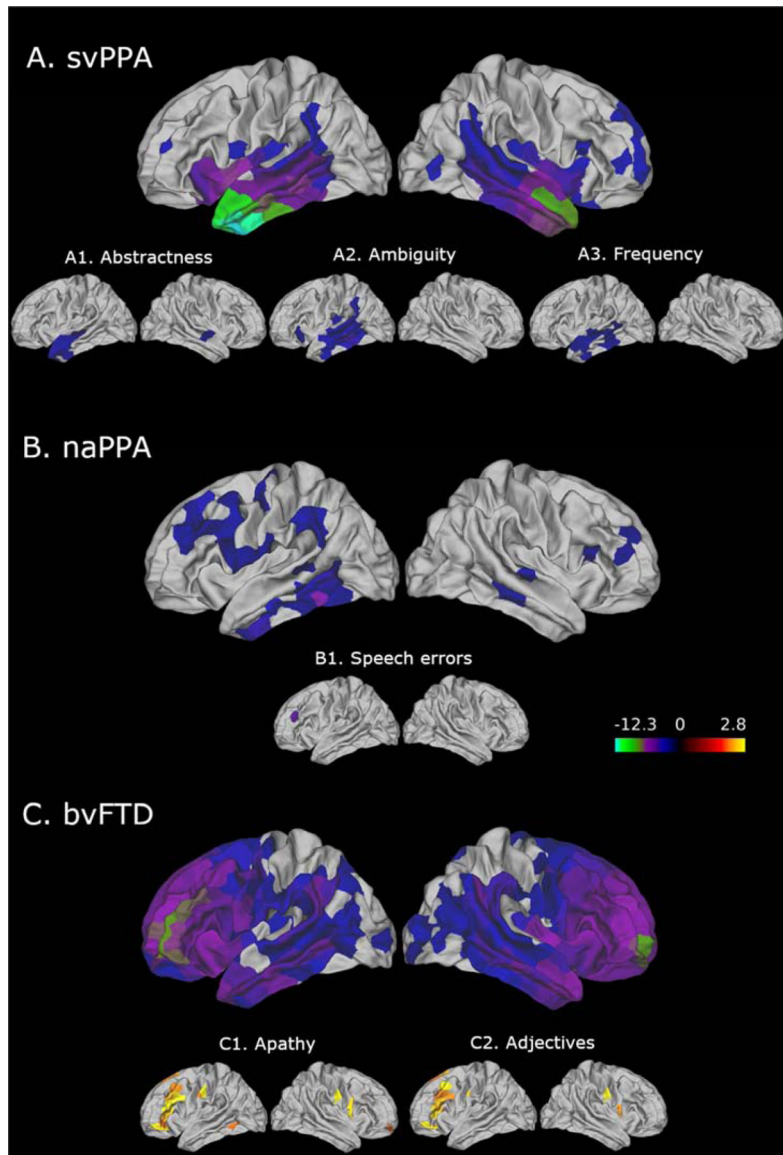 A. svPPA
A1. Abstractness
A2. Ambiguity
A3. Frequency
B. naPPA
B1. Speech errors
-12.3 0 2.8
C. bvFTD
C1. Apathy
C2. Adjectives